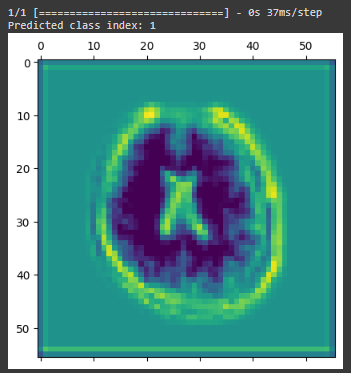 1/1 [==============================] - 0s 37ms/step
Predicted class index: 1
0 10 20 30 40 50
0
10
20
30
40
50